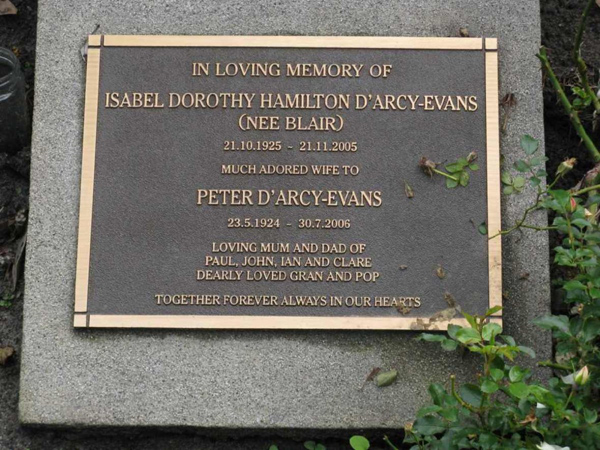 IN LOVING MEMORY OF
ISABEL DOROTHY HAMILTON D'ARCY-EVANS
(NEE BLAIR)
21.10.1925 - 21.11.2005
MUCH ADORED WIFE TO
PETER D'ARCY-EVANS
23.5.1924 - 30.7.2006
LOVING MUM AND DAD OF
PAUL, JOHN, IAN AND CLARE
DEARLY LOVED GRAN AND POP
TOGETHER FOREVER ALWAYS IN OUR HEARTS